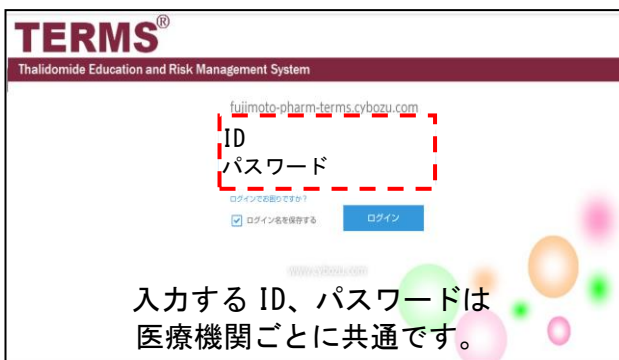 TERMS®
Thalidomide Education and Risk Management System
fujimoto-pharm-terms.cybozu.com
ID
パスワード
ログインでお困りですか?
ログイン名を保存する
ログイン
www.cybozu.com
入力する ID、パスワードは
医療機関ごとに共通です。